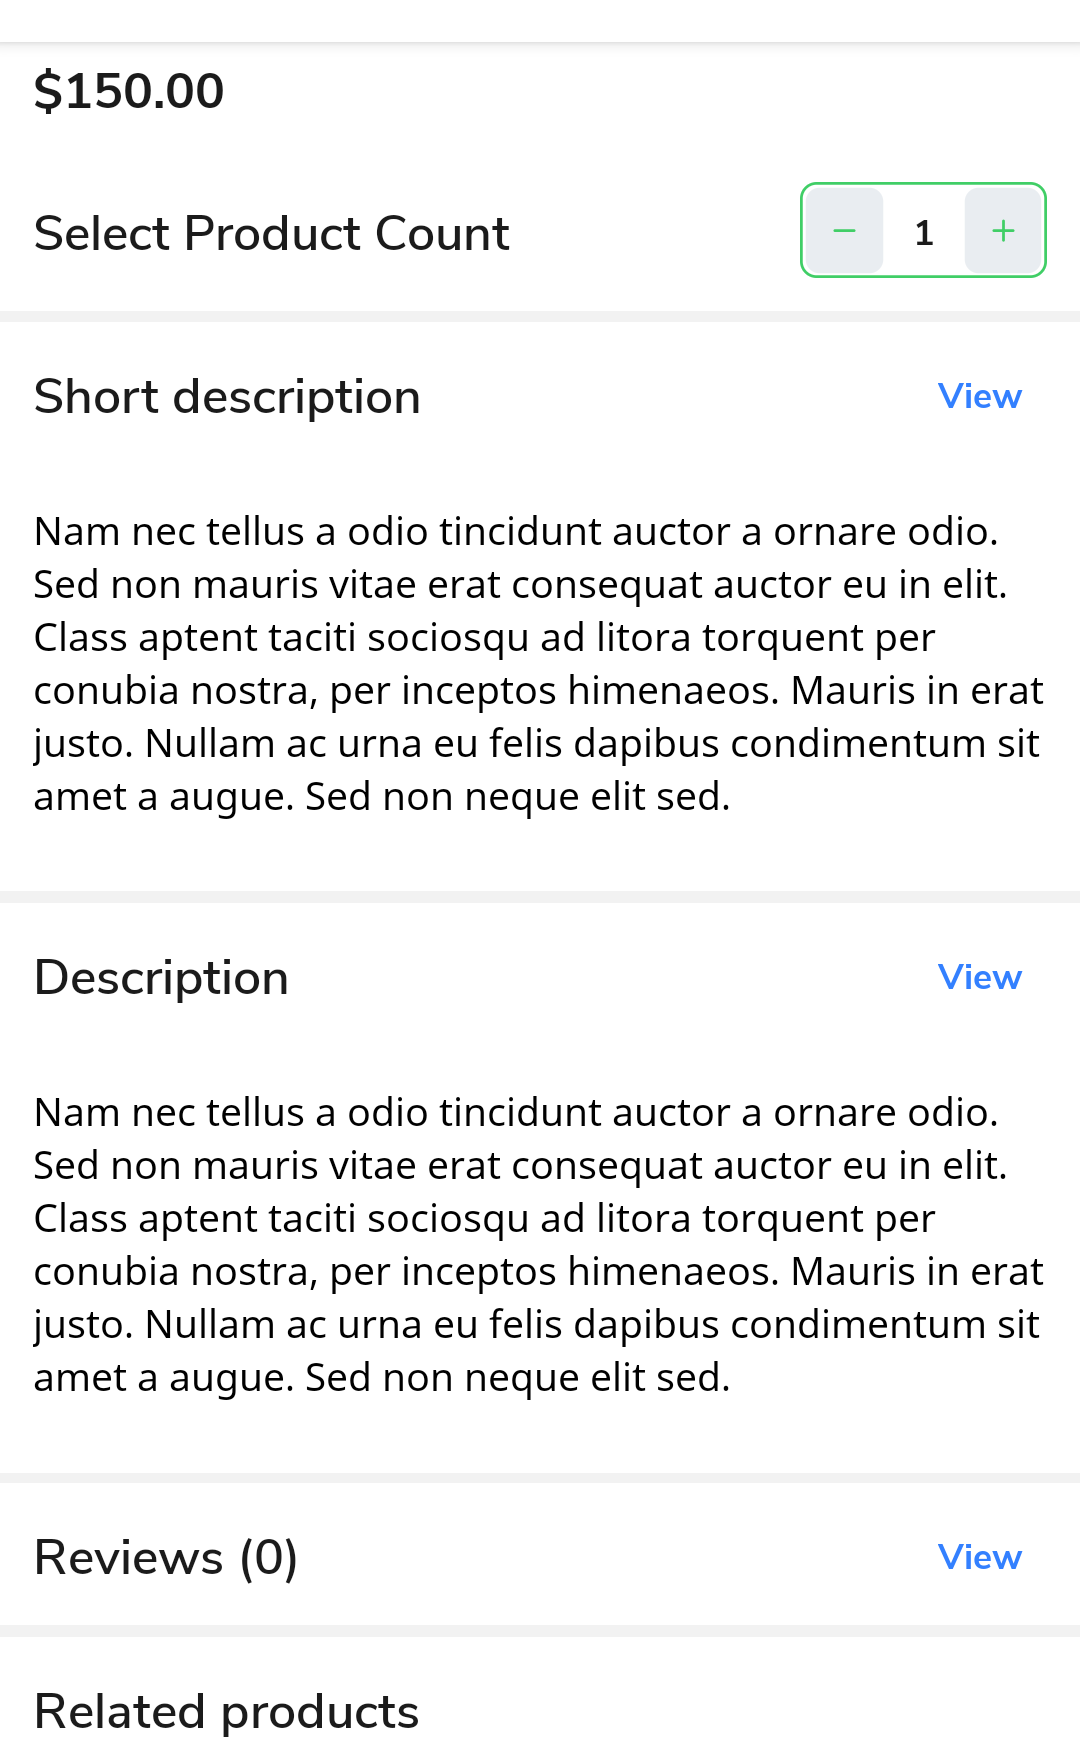 $150.00
Select Product Count − 1 +
Short description View
Nam nec tellus a odio tincidunt auctor a ornare odio.
Sed non mauris vitae erat consequat auctor eu in elit.
Class aptent taciti sociosqu ad litora torquent per
conubia nostra, per inceptos himenaeos. Mauris in erat
justo. Nullam ac urna eu felis dapibus condimentum sit
amet a augue. Sed non neque elit sed.
Description View
Nam nec tellus a odio tincidunt auctor a ornare odio.
Sed non mauris vitae erat consequat auctor eu in elit.
Class aptent taciti sociosqu ad litora torquent per
conubia nostra, per inceptos himenaeos. Mauris in erat
justo. Nullam ac urna eu felis dapibus condimentum sit
amet a augue. Sed non neque elit sed.
Reviews (0) View
Related products